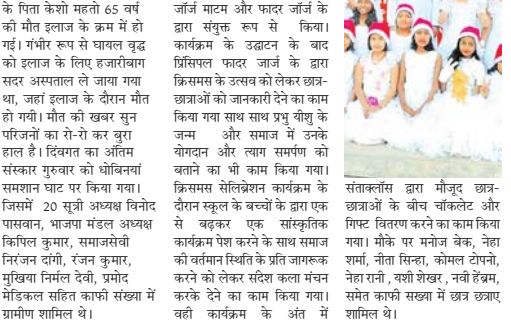 के पिता केशो महतो 65 वर्ष
की मौत इलाज के क्रम में हो
गई। गंभीर रूप से घायल वृद्ध
को इलाज के लिए हजारीबाग
सदर अस्पताल ले जाया गया
था, जहां इलाज के दौरान मौत
हो गयी। मौत की खबर सुन
परिजनों का रो-रो कर बुरा
हाल है। दिवंगत का अंतिम
संस्कार गुरुवार को धोबनियां
समशान घाट पर किया गया।
जिसमें 20 सूत्री अध्यक्ष विनोद
पासवान, भाजपा मंडल अध्यक्ष
किपिल कुमार, समाजसेवी
निरंजन दांगी, रंजन कुमार,
मुखिया निर्मल देवी, प्रमोद
मेडिकल सहित काफी संख्या में
ग्रामीण शामिल थे।
जॉर्ज माटम और फादर जॉर्ज के
द्वारा संयुक्त रूप से किया।
कार्यक्रम के उद्घाटन के बाद
प्रिंसिपल फादर जार्ज के द्वारा
क्रिसमस के उत्सव को लेकर छात्र-
छात्राओं को जानकारी देने का काम
किया गया साथ साथ प्रभु यीशु के
जन्म और समाज में उनके
योगदान और त्याग समर्पण को
बताने का भी काम किया गया।
क्रिसमस सेलिब्रेशन कार्यक्रम के
दौरान स्कूल के बच्चों के द्वारा एक
से बढ़कर एक सांस्कृतिक
कार्यक्रम पेश करने के साथ समाज
की वर्तमान स्थिति के प्रति जागरूक
करने को लेकर संदेश कला मंचन
करके देने का काम किया गया।
वही कार्यक्रम के अंत में
संताक्लॉस द्वारा मौजूद छात्र-
छात्राओं के बीच चॉकलेट और
गिफ्ट वितरण करने का काम किया
गया। मौके पर मनोज बेक, नेहा
शर्मा, नीता सिन्हा, कोमल टोपनो,
नेहा रानी , यशी शेखर , नवी हेंब्रम,
समेत काफी सख्या में छात्र छत्राए
शामिल थे।